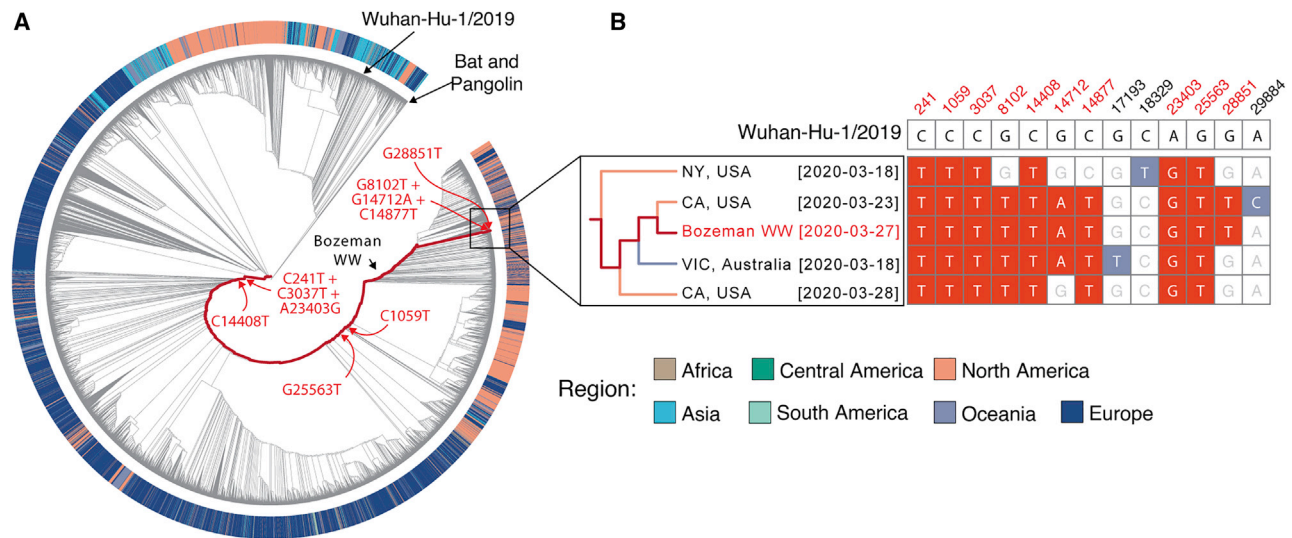 A
Wuhan-Hu-1/2019
Bat and
Pangolin
G28851T
G8102T +
G14712A +
C14877T
Bozeman
WW
C241T +
C3037T +
A23403G
C14408T
C1059T
G25563T
B
241 1059 3037 8102 14408 14712 14877 17193 18329 23403 25563 28851 29884
Wuhan-Hu-1/2019 C C C G C G C G C A G G A
NY, USA [2020-03-18] T T T G T G C G T G T G A
CA, USA [2020-03-23] T T T T T A T G C G T T C
Bozeman WW [2020-03-27] T T T T T A T G C G T T A
VIC, Australia [2020-03-18] T T T T T A T T C G T G A
CA, USA [2020-03-28] T T T T T G T G C G T G A
Region:
Africa Central America North America
Asia South America Oceania Europe